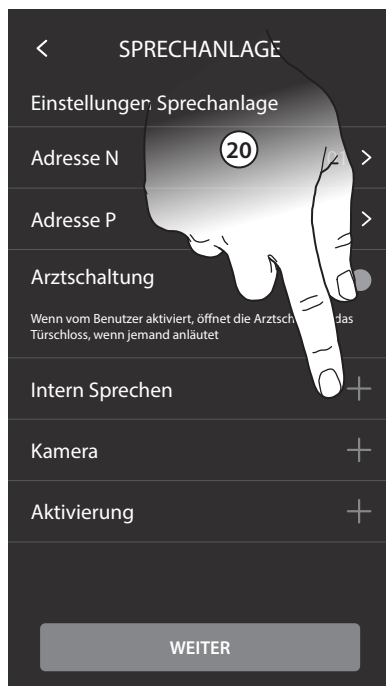 < SPRECHANLAGE
Einstellungen Sprechanlage
Adresse N >
20
Adresse P >
Arztschaltung
Wenn vom Benutzer aktiviert, öffnet die das
Türschloss, wenn jemand anläutet
Intern Sprechen +
Kamera +
Aktivierung +
WEITER